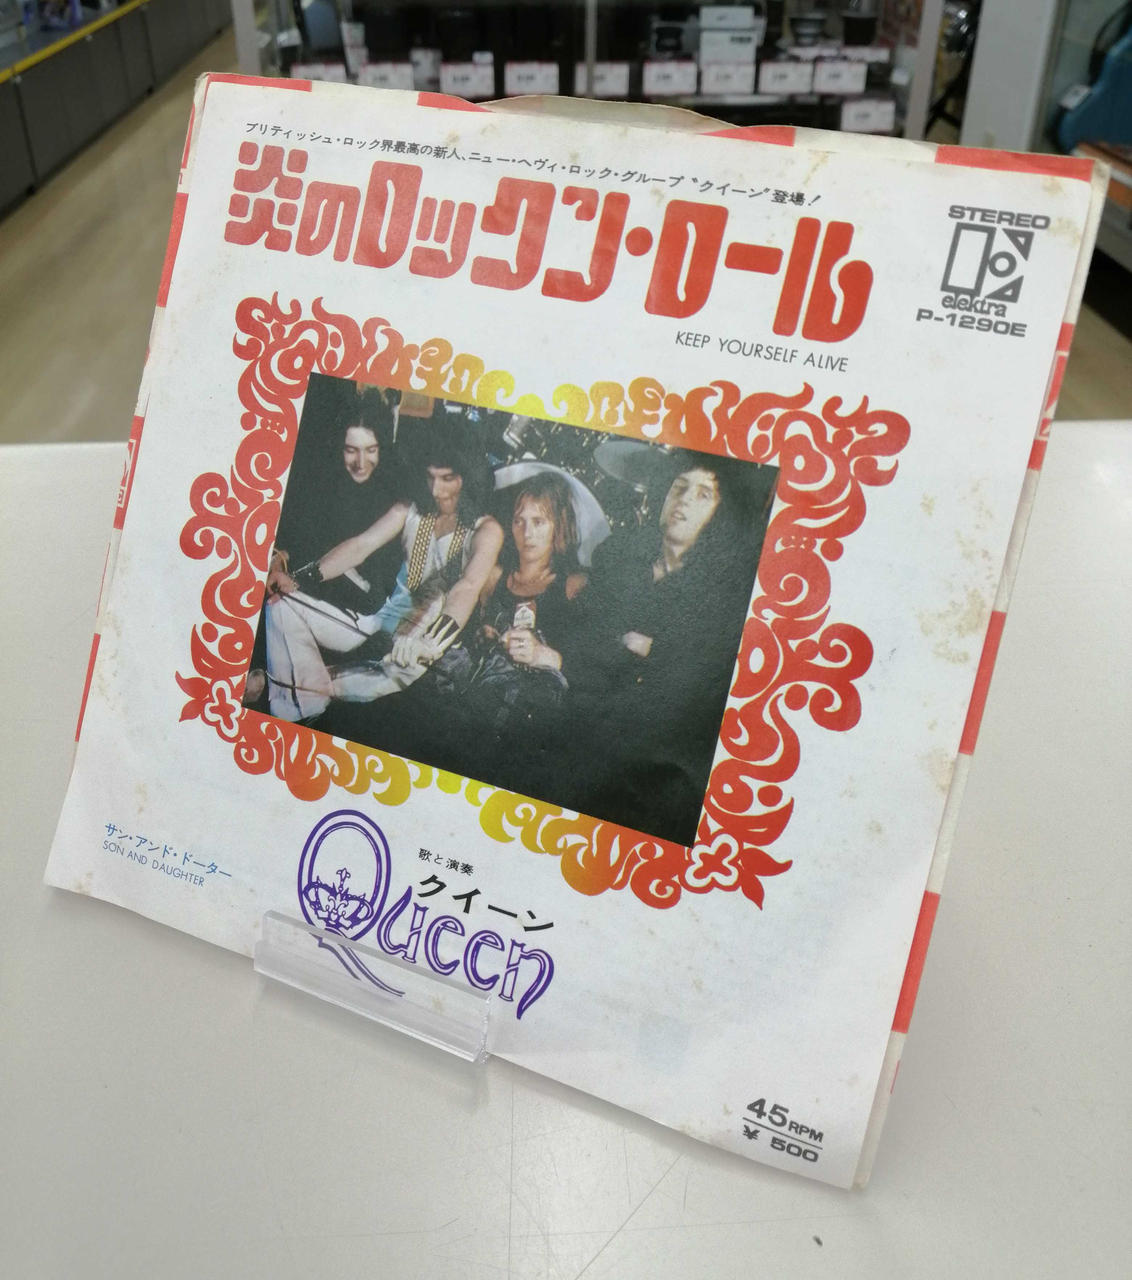 ブリティッシュ・ロック界最高の新人、ニュー・ヘヴィ・ロック・グループ〝クイーン〟登場!
炎のロックン・ロール
KEEP YOURSELF ALIVE
STEREO
elektra
P-1290E
サン・アンド・ドーター
SON AND DAUGHTER
歌と演奏
クイーン
Queen
45 RPM
¥ 500